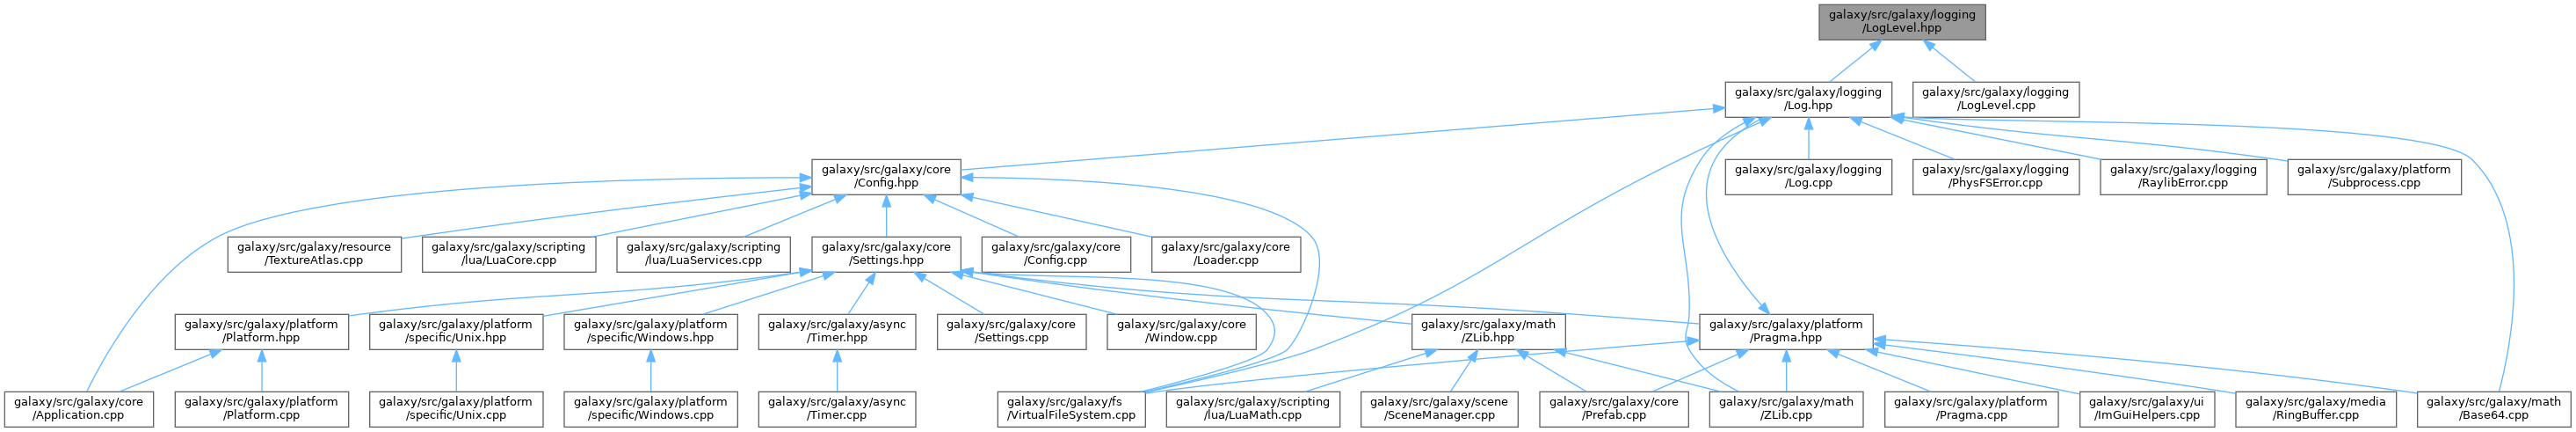 galaxy/src/galaxy/logging
/LogLevel.hpp
galaxy/src/galaxy/logging
/Log.hpp
galaxy/src/galaxy/logging
/LogLevel.cpp
galaxy/src/galaxy/core
/Config.hpp
galaxy/src/galaxy/logging
/Log.cpp
galaxy/src/galaxy/logging
/PhysFSError.cpp
galaxy/src/galaxy/logging
/RaylibError.cpp
galaxy/src/galaxy/platform
/Subprocess.cpp
galaxy/src/galaxy/resource
/TextureAtlas.cpp
galaxy/src/galaxy/scripting
/lua/LuaCore.cpp
galaxy/src/galaxy/scripting
/lua/LuaServices.cpp
galaxy/src/galaxy/core
/Settings.hpp
galaxy/src/galaxy/core
/Config.cpp
galaxy/src/galaxy/core
/Loader.cpp
galaxy/src/galaxy/platform
/Platform.hpp
galaxy/src/galaxy/platform
/specific/Unix.hpp
galaxy/src/galaxy/platform
/specific/Windows.hpp
galaxy/src/galaxy/async
/Timer.hpp
galaxy/src/galaxy/core
/Settings.cpp
galaxy/src/galaxy/core
/Window.cpp
galaxy/src/galaxy/math
/ZLib.hpp
galaxy/src/galaxy/platform
/Pragma.hpp
galaxy/src/galaxy/core
/Application.cpp
galaxy/src/galaxy/platform
/Platform.cpp
galaxy/src/galaxy/platform
/specific/Unix.cpp
galaxy/src/galaxy/platform
/specific/Windows.cpp
galaxy/src/galaxy/async
/Timer.cpp
galaxy/src/galaxy/fs
/VirtualFileSystem.cpp
galaxy/src/galaxy/scripting
/lua/LuaMath.cpp
galaxy/src/galaxy/scene
/SceneManager.cpp
galaxy/src/galaxy/core
/Prefab.cpp
galaxy/src/galaxy/math
/ZLib.cpp
galaxy/src/galaxy/platform
/Pragma.cpp
galaxy/src/galaxy/ui
/ImGuiHelpers.cpp
galaxy/src/galaxy/media
/RingBuffer.cpp
galaxy/src/galaxy/math
/Base64.cpp